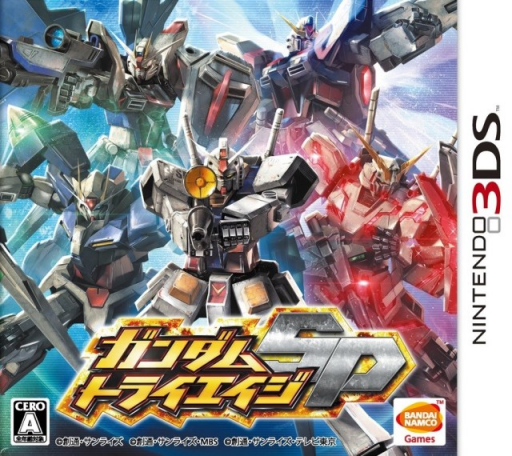 NINTENDO 3DS™
ガンダム
トライエイジ
SP
CERO
A
全年齢対象
BANDAI
NAMCO
Games
™
©創通・サンライズ ©創通・サンライズ・MBS ©創通・サンライズ・テレビ東京